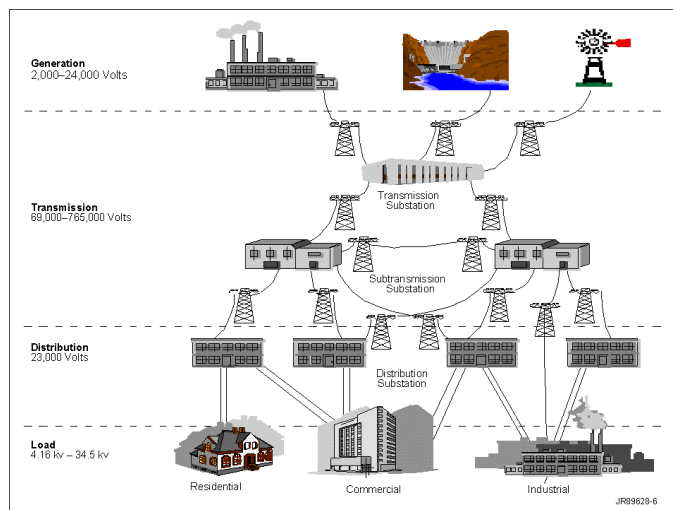 Generation
2,000–24,000 Volts
Transmission
Substation
Transmission
69,000–765,000 Volts
Subtransmission
Substation
Distribution
23,000 Volts
Distribution
Substation
Load
4.16 kv – 34.5 kv
Residential
Commercial
Industrial
JR89628-6